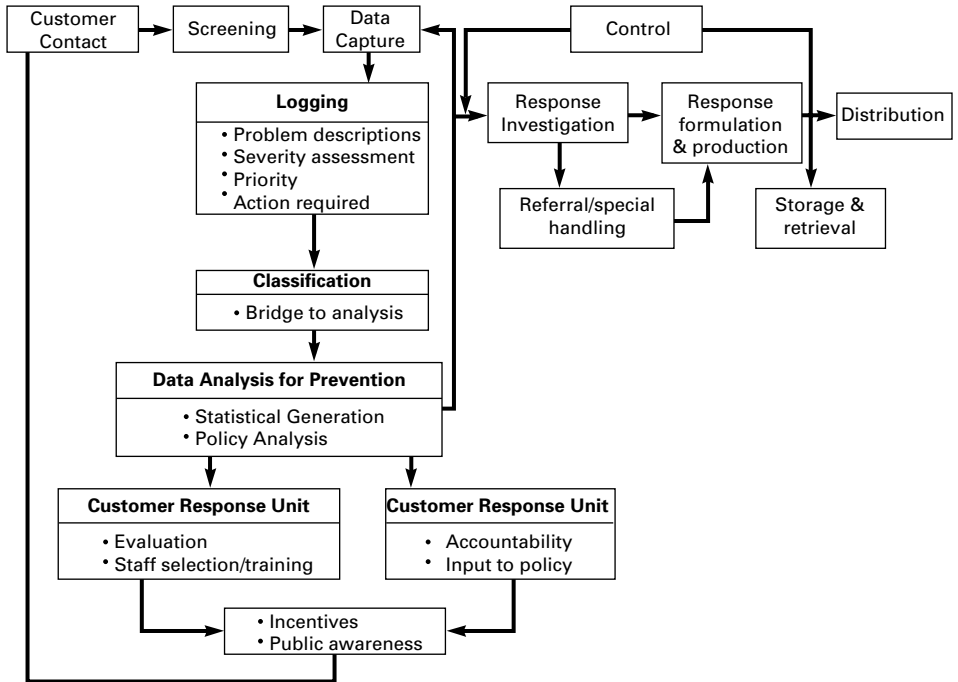 Customer
Contact
Screening
Data
Capture
Control
Logging
• Problem descriptions
• Severity assessment
• Priority
• Action required
Response
Investigation
Response
formulation
& production
Distribution
Referral/special
handling
Storage &
retrieval
Classification
• Bridge to analysis
Data Analysis for Prevention
• Statistical Generation
• Policy Analysis
Customer Response Unit
• Evaluation
• Staff selection/training
Customer Response Unit
• Accountability
• Input to policy
• Incentives
• Public awareness